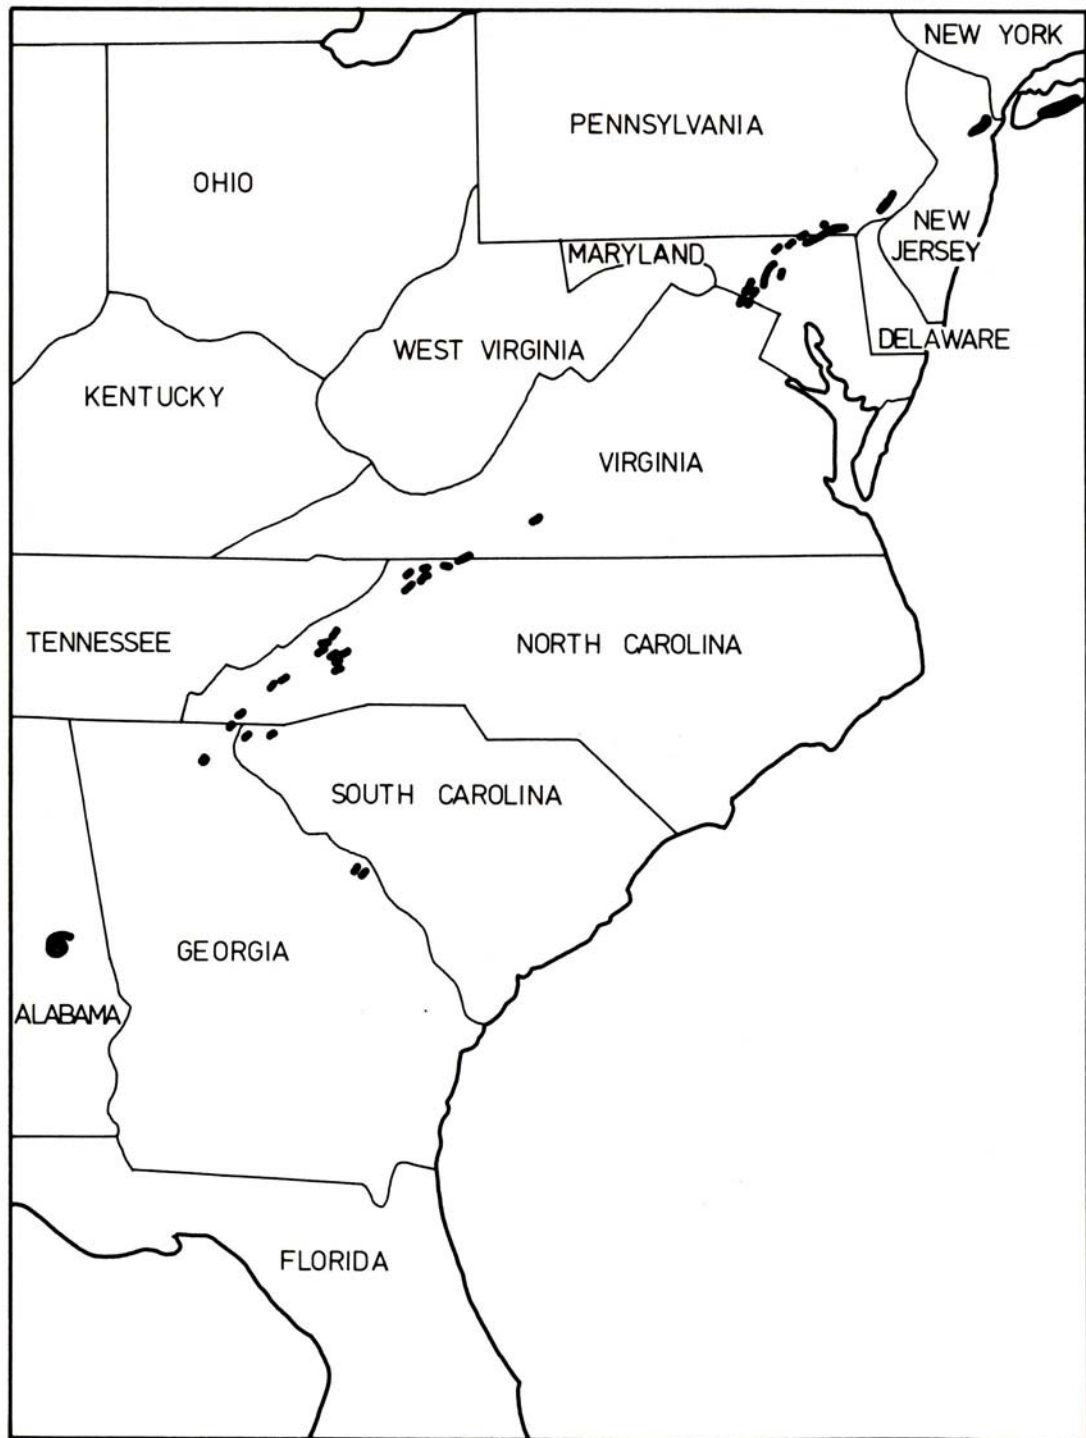 NEW YORK
PENNSYLVANIA
OHIO
NEW
JERSEY
MARYLAND
DELAWARE
WEST VIRGINIA
KENTUCKY
VIRGINIA
TENNESSEE
NORTH CAROLINA
SOUTH CAROLINA
GEORGIA
ALABAMA
FLORIDA